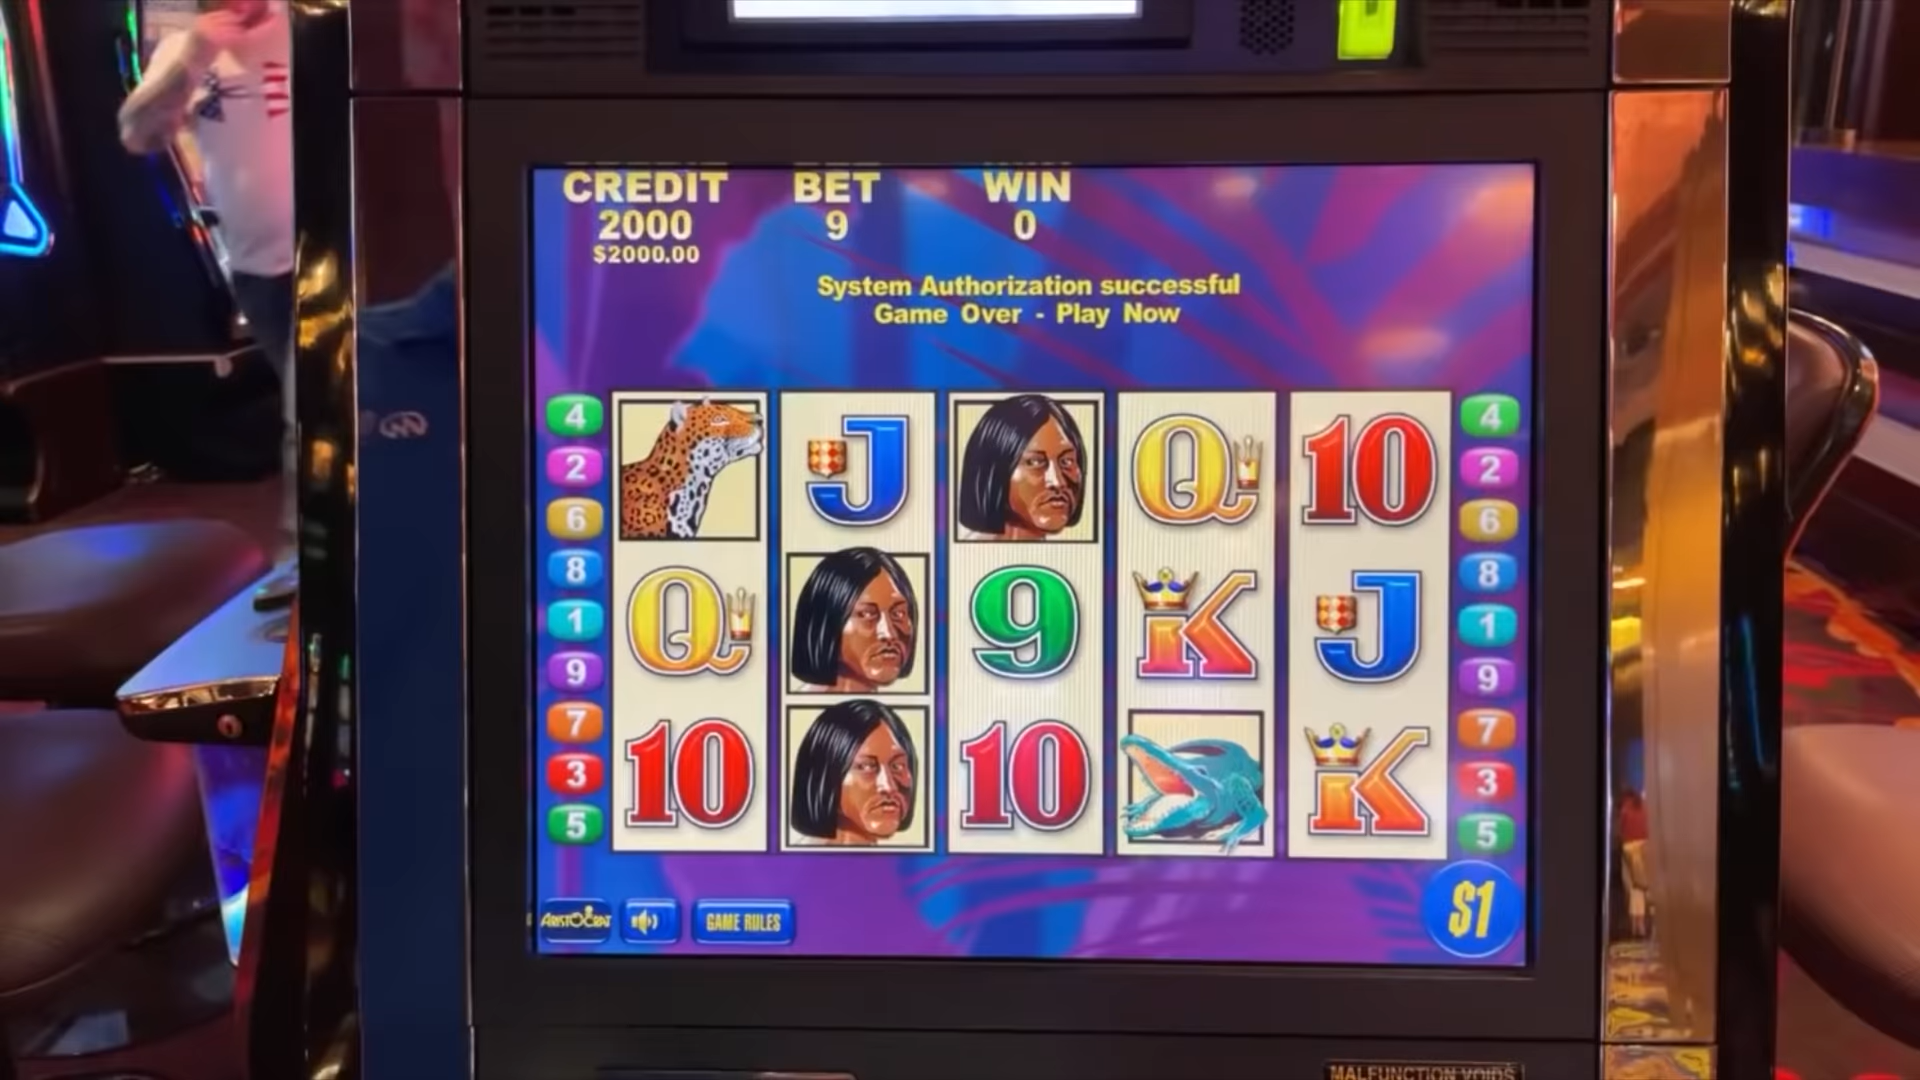 CREDIT BET WIN
2000 9 0
$2000.00
System Authorization successful
Game Over - Play Now
4 J Q 10 4
2 2
6 6
8 8
1 Q 9 K J 1
9 9
7 7
3 10 10 K 3
5 5
$1
ARISTOCRAT GAME RULES
MALFUNCTION VOIDS